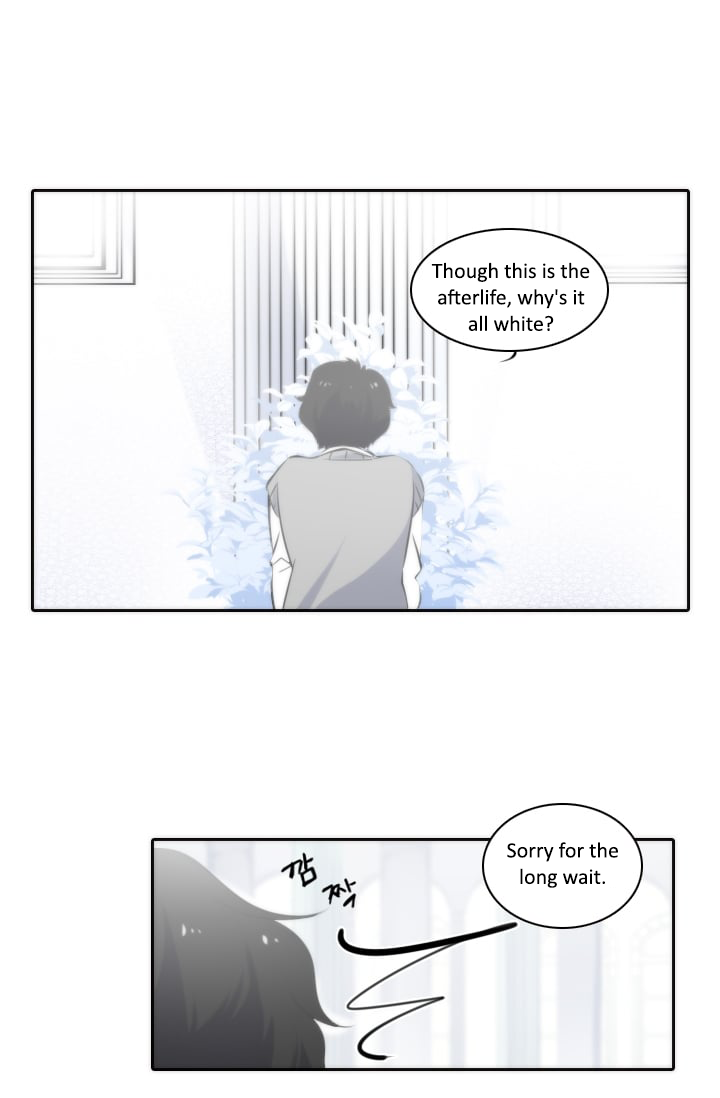 Though this is the
afterlife, why's it
all white?
Sorry for the
long wait.
깜
짝